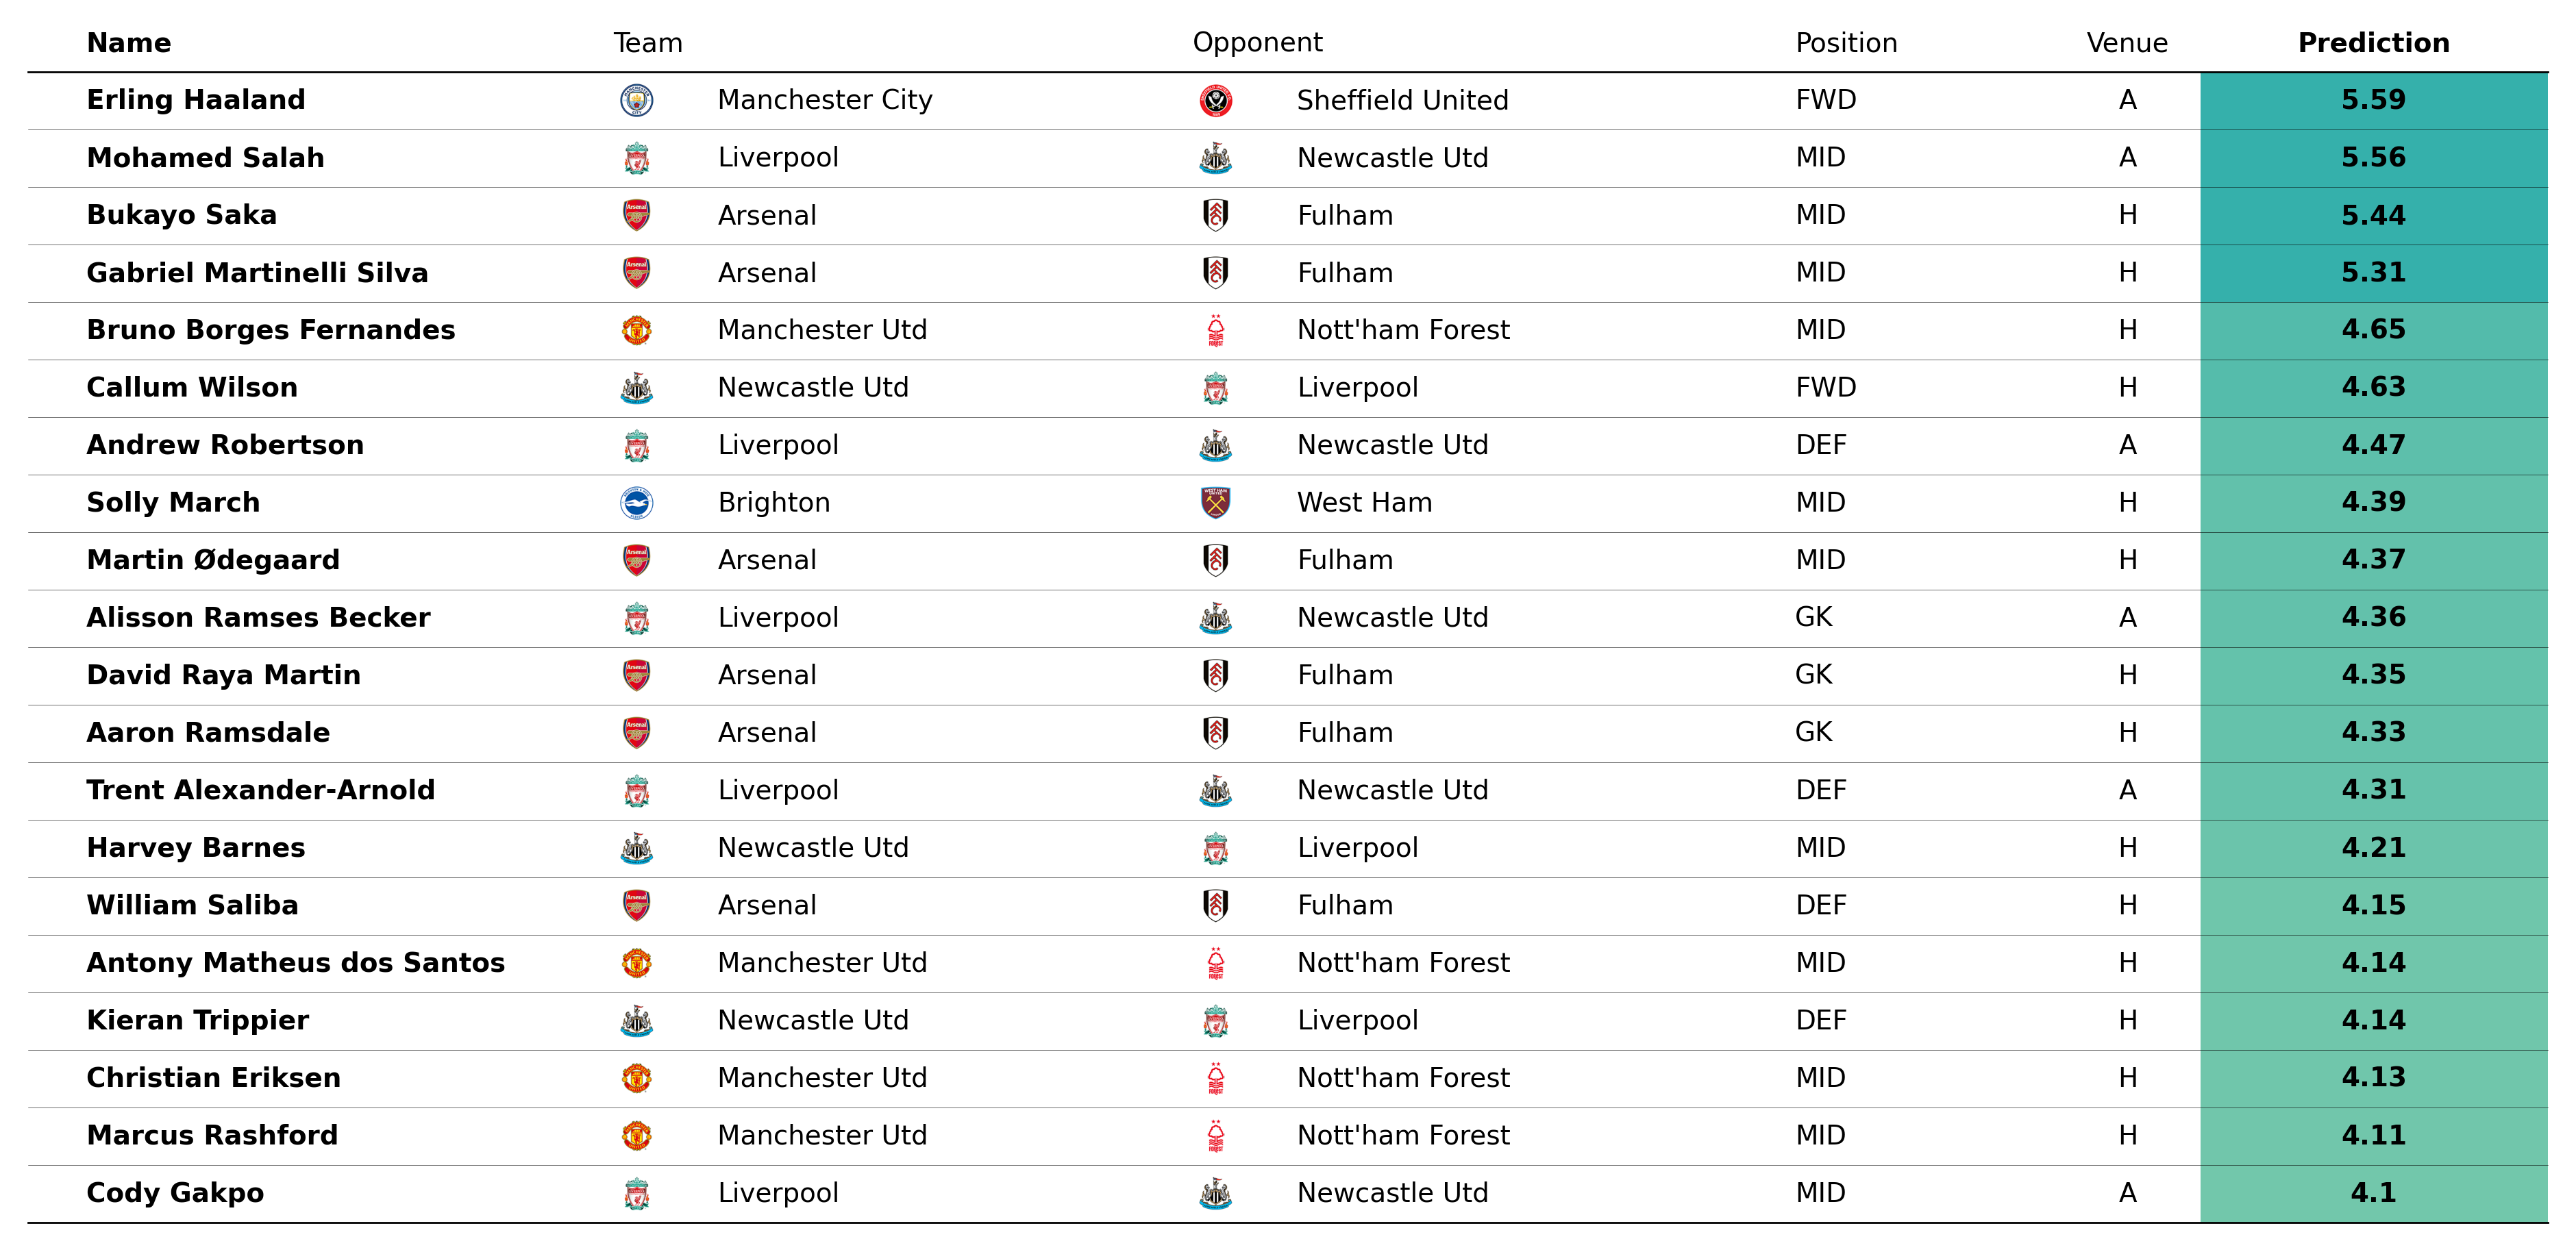 Name Team Opponent Position Venue Prediction
Erling Haaland Manchester City Sheffield United FWD A 5.59
Mohamed Salah Liverpool Newcastle Utd MID A 5.56
Bukayo Saka Arsenal Fulham MID H 5.44
Gabriel Martinelli Silva Arsenal Fulham MID H 5.31
Bruno Borges Fernandes Manchester Utd Nott'ham Forest MID H 4.65
Callum Wilson Newcastle Utd Liverpool FWD H 4.63
Andrew Robertson Liverpool Newcastle Utd DEF A 4.47
Solly March Brighton West Ham MID H 4.39
Martin Ødegaard Arsenal Fulham MID H 4.37
Alisson Ramses Becker Liverpool Newcastle Utd GK A 4.36
David Raya Martin Arsenal Fulham GK H 4.35
Aaron Ramsdale Arsenal Fulham GK H 4.33
Trent Alexander-Arnold Liverpool Newcastle Utd DEF A 4.31
Harvey Barnes Newcastle Utd Liverpool MID H 4.21
William Saliba Arsenal Fulham DEF H 4.15
Antony Matheus dos Santos Manchester Utd Nott'ham Forest MID H 4.14
Kieran Trippier Newcastle Utd Liverpool DEF H 4.14
Christian Eriksen Manchester Utd Nott'ham Forest MID H 4.13
Marcus Rashford Manchester Utd Nott'ham Forest MID H 4.11
Cody Gakpo Liverpool Newcastle Utd MID A 4.1